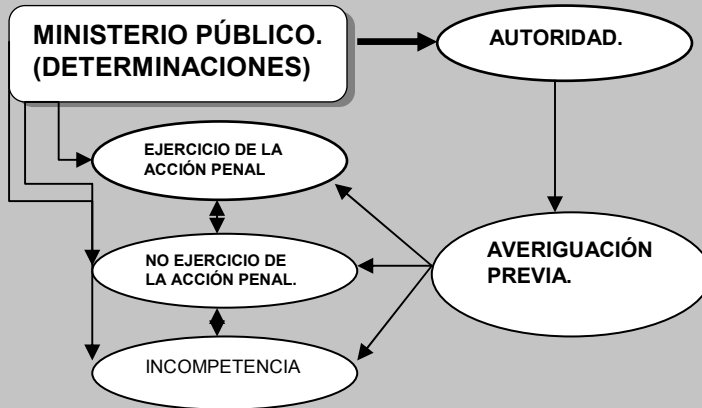 MINISTERIO PÚBLICO.
(DETERMINACIONES)
AUTORIDAD.
EJERCICIO DE LA
ACCIÓN PENAL
NO EJERCICIO DE
LA ACCIÓN PENAL.
AVERIGUACIÓN
PREVIA.
INCOMPETENCIA